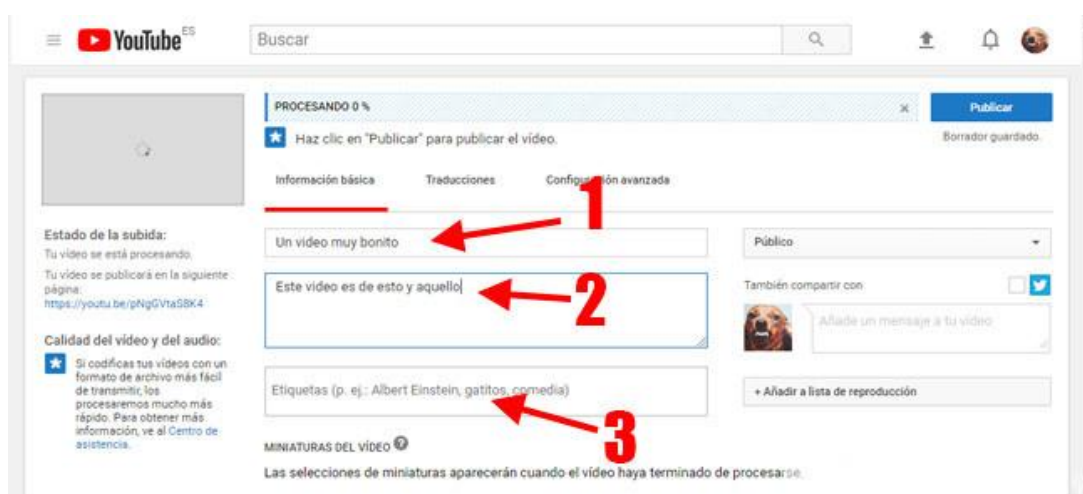 YouTube ES
Buscar
PROCESANDO 0 %
Publicar
Haz clic en "Publicar" para publicar el vídeo.
Borrador guardado.
Información básica
Traducciones
Configuración avanzada
1
Estado de la subida:
Tu vídeo se está procesando.
Tu vídeo se publicará en la siguiente
página:
https://youtu.be/pNgGVtaS8K4
Un video muy bonito
Público
Este video es de esto y aquello
2
También compartir con
Añade un mensaje a tu vídeo
Calidad del vídeo y del audio:
Si codificas tus vídeos con un
formato de archivo más fácil
de transmitir, los
procesaremos mucho más
rápido. Para obtener más
información, ve al Centro de
asistencia.
Etiquetas (p. ej.: Albert Einstein, gatitos, comedia)
3
+ Añadir a lista de reproducción
MINIATURAS DEL VÍDEO ?
Las selecciones de miniaturas aparecerán cuando el vídeo haya terminado de procesarse.